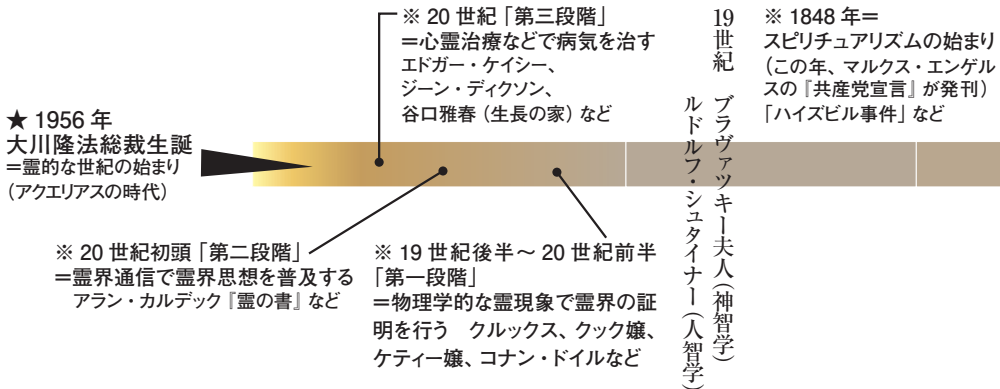 ★ 1956 年
大川隆法総裁生誕
＝霊的な世紀の始まり
（アクエリアスの時代）
※ 20 世紀「第三段階」
＝心霊治療などで病気を治す
エドガー・ケイシー、
ジーン・ディクソン、
谷口雅春（生長の家）など
※ 20 世紀初頭「第二段階」
＝霊界通信で霊界思想を普及する
アラン・カルデック『霊の書』など
※ 19 世紀後半～ 20 世紀前半
「第一段階」
＝物理学的な霊現象で霊界の証
明を行う　クルックス、クック嬢、
ケティー嬢、コナン・ドイルなど
19世紀　ブラヴァツキー夫人（神智学）
ルドルフ・シュタイナー（人智学）
※ 1848 年＝
スピリチュアリズムの始まり
（この年、マルクス・エンゲル
スの『共産党宣言』が発刊）
「ハイズビル事件」など